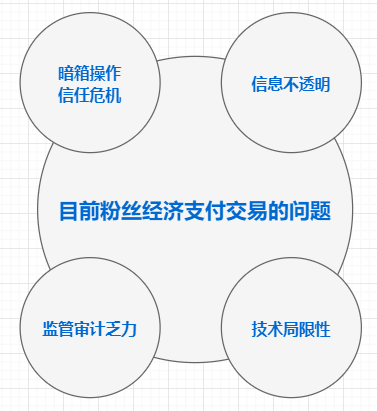 暗箱操作
信任危机
信息不透明
目前粉丝经济支付交易的问题
监管审计乏力
技术局限性